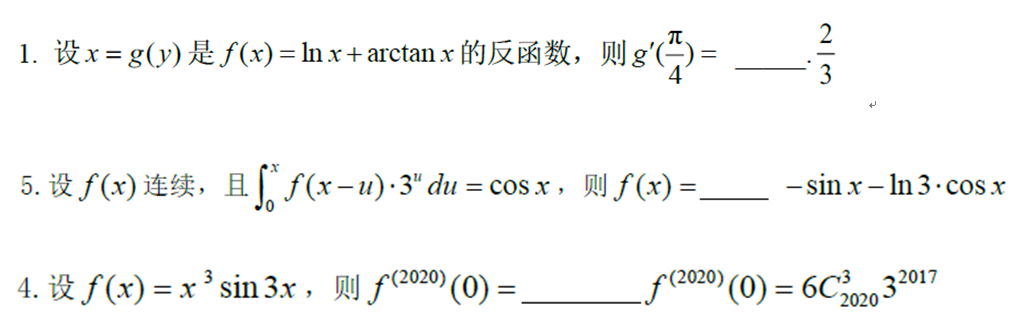 1. 设 x = g(y) 是 f(x) = ln x + arctan x 的反函数，则 g′(π/4) = _____. 2/3
5. 设 f(x) 连续，且 ∫₀ˣ f(x−u)·3ᵘ du = cos x，则 f(x) = _____ −sin x − ln 3·cos x
4. 设 f(x) = x³ sin 3x，则 f⁽²⁰²⁰⁾(0) = ________ f⁽²⁰²⁰⁾(0) = 6C³₂₀₂₀3²⁰¹⁷